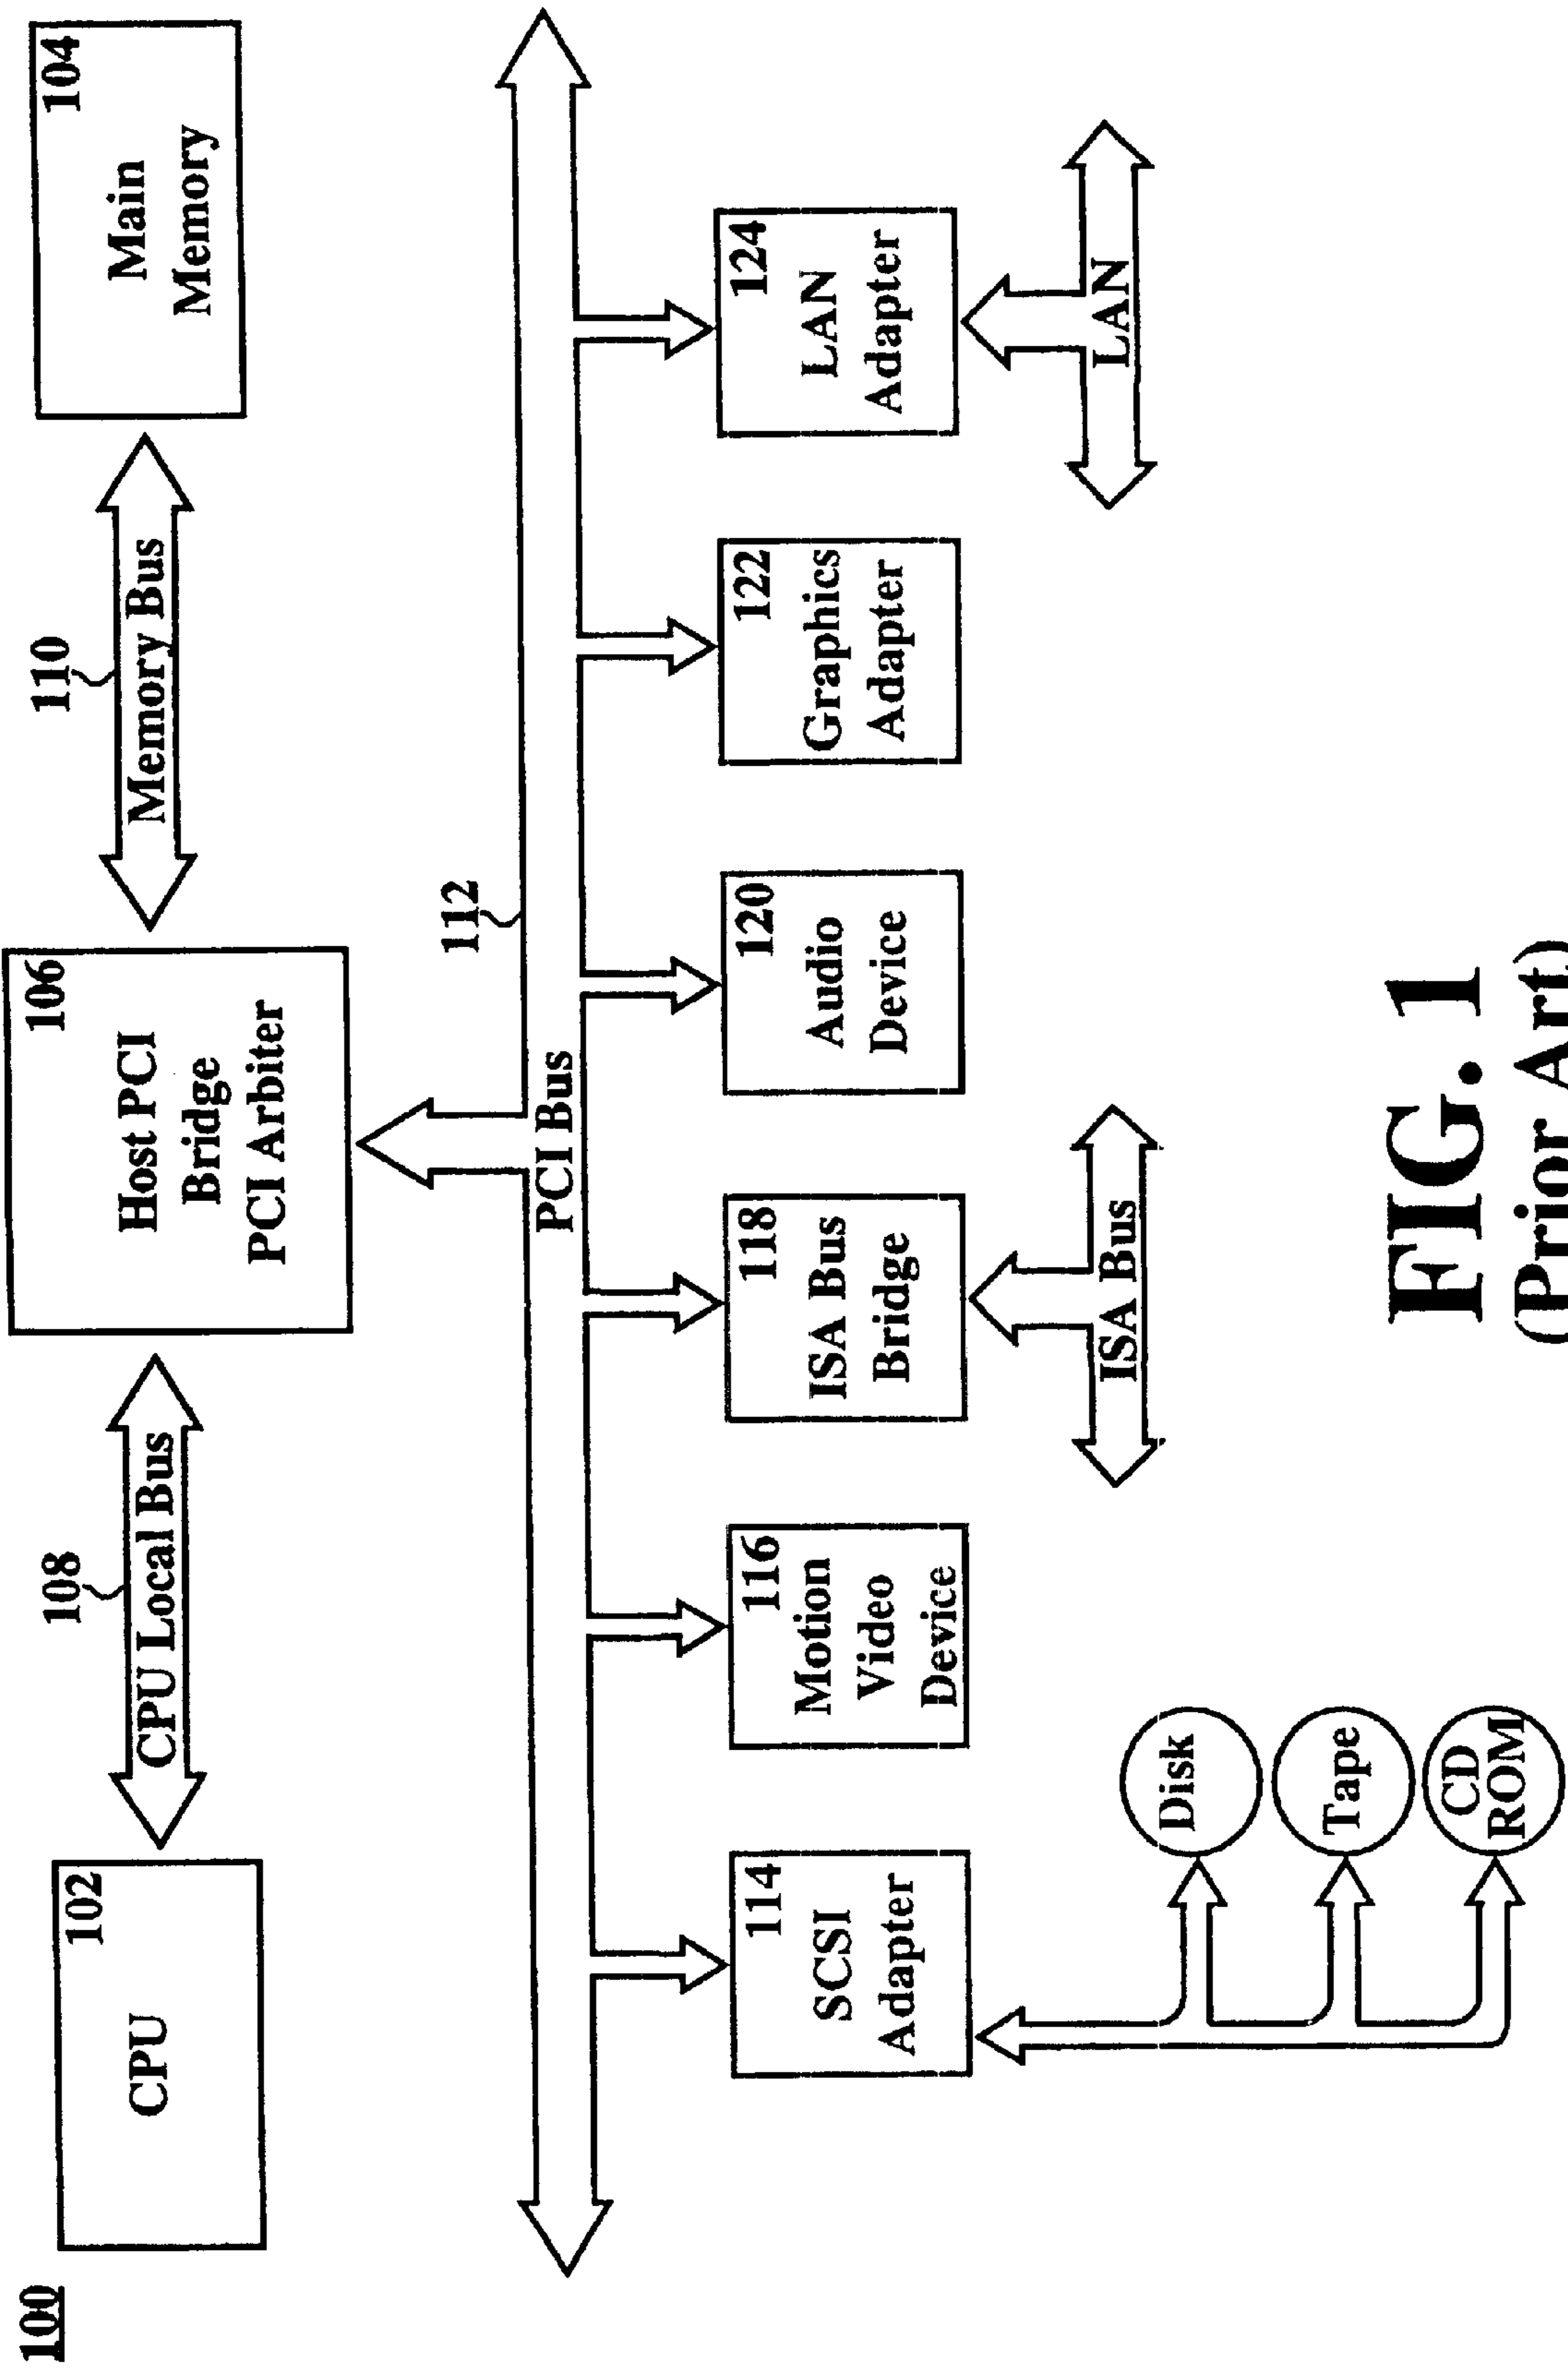 100
102
CPU
108
CPU Local Bus
106
Host PCI
Bridge
PCI Arbiter
110
Memory Bus
104
Main
Memory
112
PCI Bus
114
SCSI
Adapter
116
Motion
Video
Device
118
ISA Bus
Bridge
120
Audio
Device
122
Graphics
Adapter
124
LAN
Adapter
Disk
Tape
CD
ROM
ISA Bus
LAN
FIG. 1
(Prior Art)